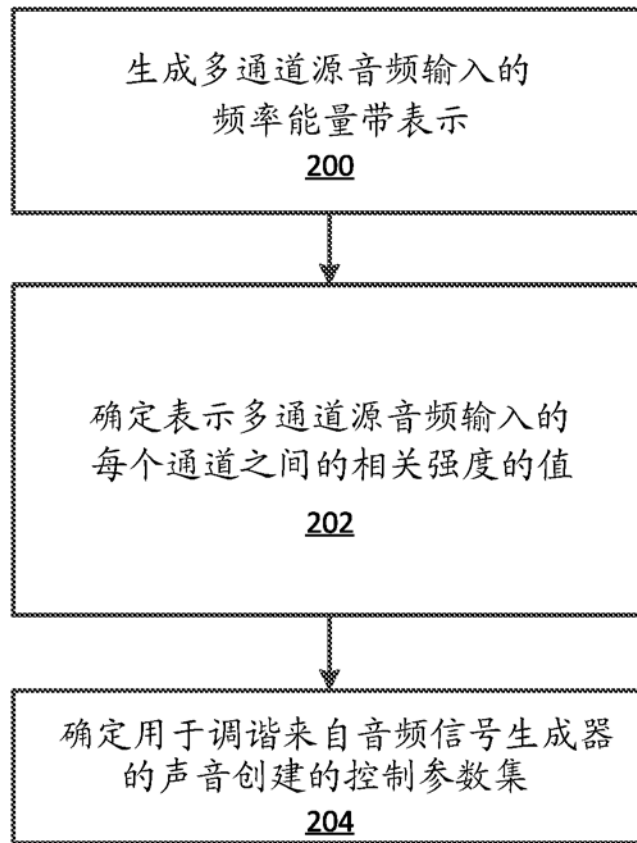 生成多通道源音频输入的
频率能量带表示
200
确定表示多通道源音频输入的
每个通道之间的相关强度的值
202
确定用于调谐来自音频信号生成器
的声音创建的控制参数集
204